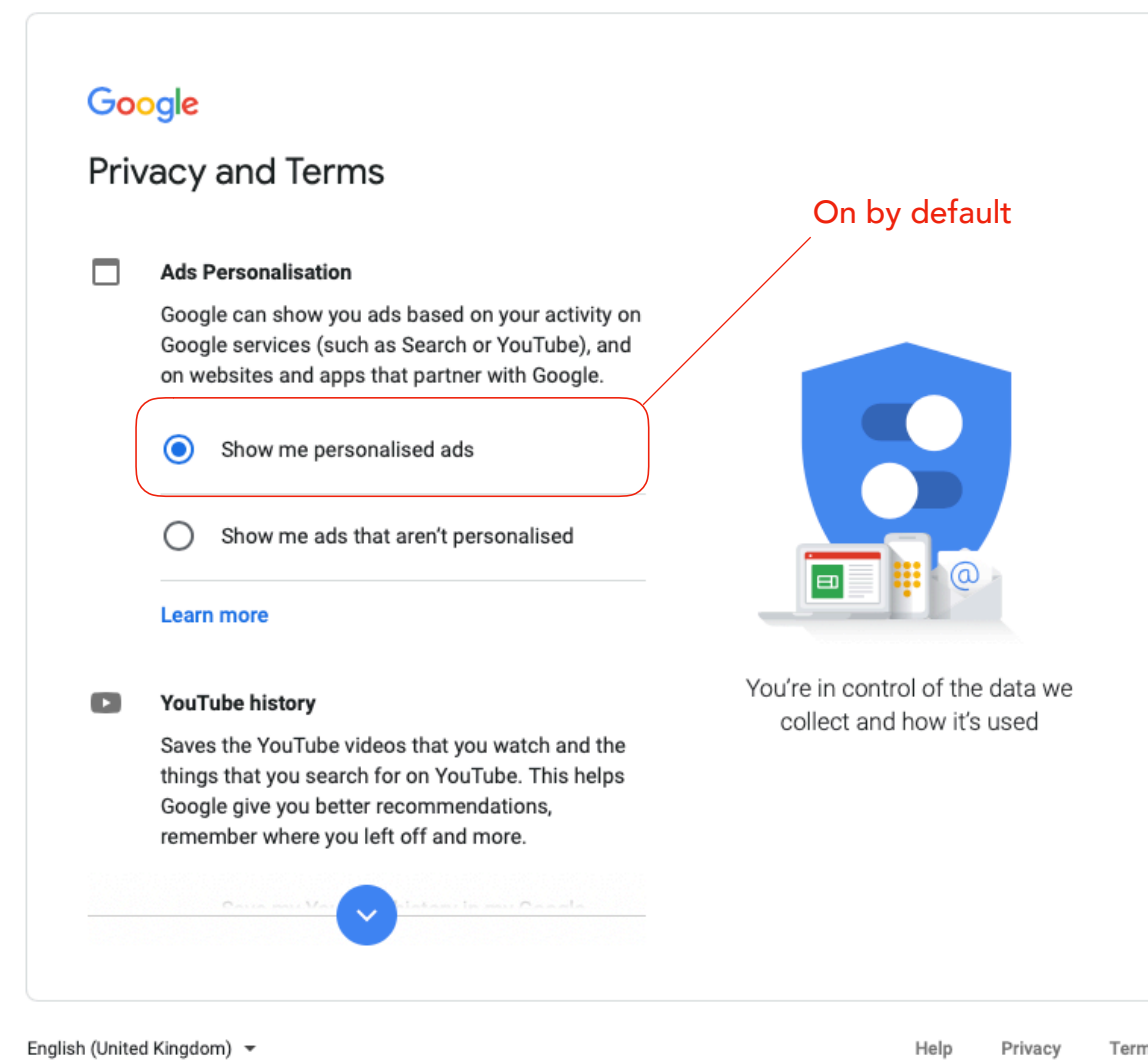 Google
Privacy and Terms
On by default
Ads Personalisation
Google can show you ads based on your activity on
Google services (such as Search or YouTube), and
on websites and apps that partner with Google.
Show me personalised ads
Show me ads that aren't personalised
Learn more
@
You're in control of the data we
collect and how it's used
YouTube history
Saves the YouTube videos that you watch and the
things that you search for on YouTube. This helps
Google give you better recommendations,
remember where you left off and more.
English (United Kingdom)
Help Privacy